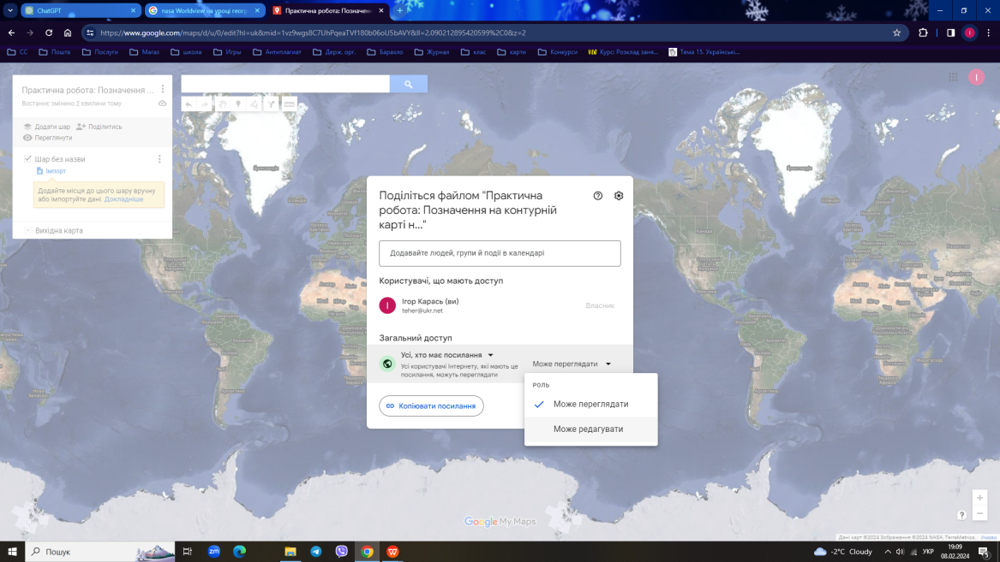 ChatGPT
nasa Worldview на уроці геогр
Практична робота: Позначенн
https://www.google.com/maps/d/u/0/edit?hl=uk&mid=1vz9wgs8C7UhPqeaTVf180b06oU5bAVY&ll=2.090212895420599%2C0&z=2
СС
Пошта
Послуги
Магаз
школа
Игры
Антиплагиат
Держ. орг.
Барахло
Журнал
клас
карти
Конкурси
Курс: Розклад заня...
Тема 15. Українські...
Практична робота: Позначення ...
Востаннє змінено 2 хвилини тому
Додати шар
Поділитись
Переглянути
Шар без назви
Імпорт
Додайте місця до цього шару вручну
або імпортуйте дані. Докладніше
Вихідна карта
Поділіться файлом "Практична
робота: Позначення на контурній
карті н..."
Додавайте людей, групи й події в календарі
Користувачі, що мають доступ
Ігор Карась (ви)
teher@ukr.net
Власник
Загальний доступ
Усі, хто має посилання
Усі користувачі Інтернету, які мають це
посилання, можуть переглядати
Може переглядати
РОЛЬ
Може переглядати
Може редагувати
Копіювати посилання
Google My Maps
Дані карт ©2024 Зображення ©2024 NASA, TerraMetrics
Умови
Пошук
zm
-2°C Cloudy
УКР
19:09
08.02.2024
5